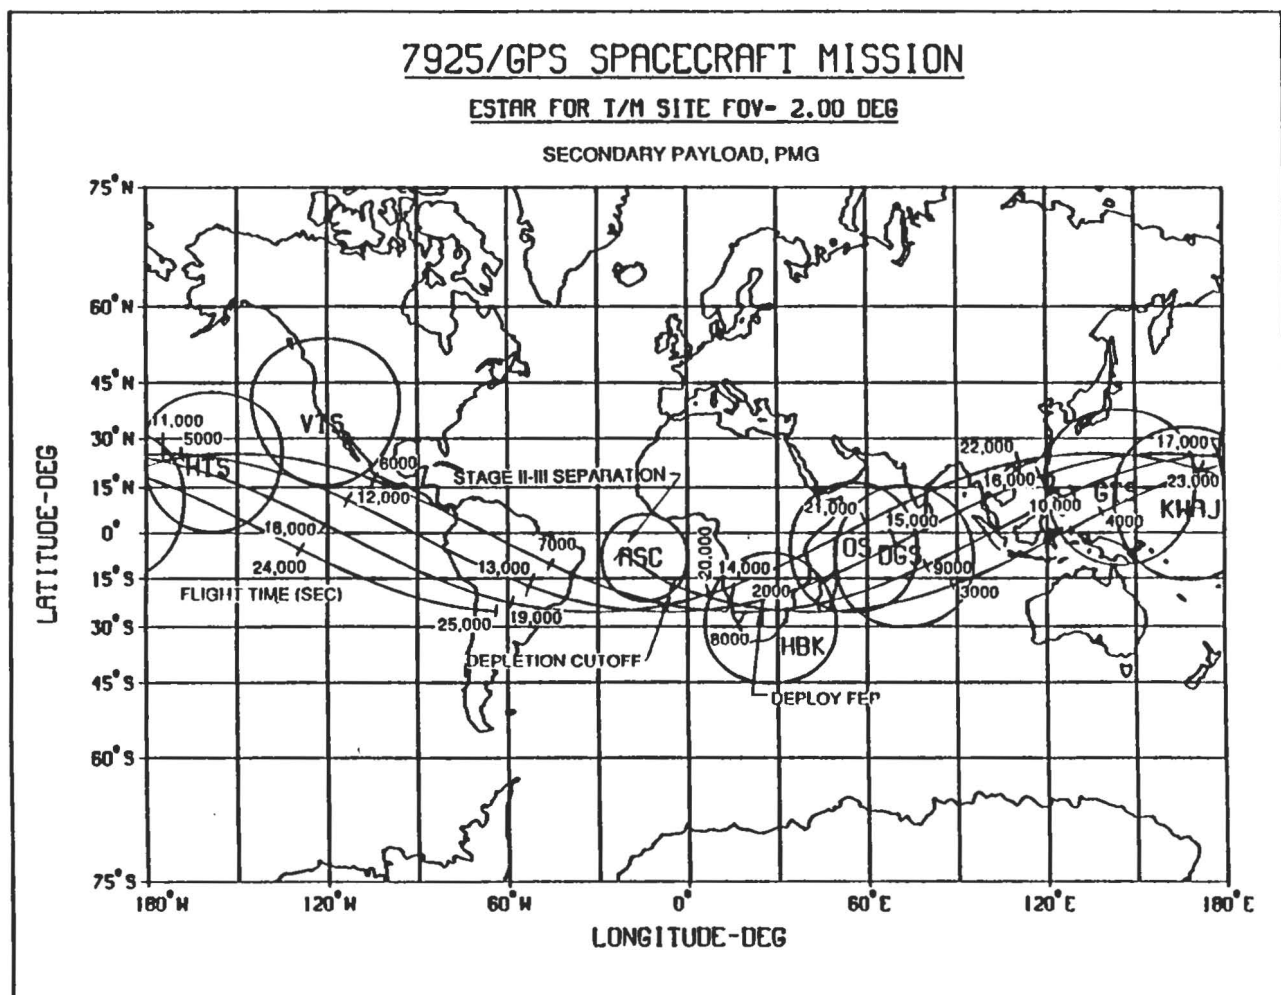 7925/GPS SPACECRAFT MISSION
ESTAR FOR T/M SITE FOV- 2.00 DEG
SECONDARY PAYLOAD, PMG
75°N
60°N
45°N
30°N
15°N
0°
15°S
30°S
45°S
60°S
75°S
LATITUDE-DEG
11,000
5000
HTS
VTS
6000
12,000
STAGE II-III SEPARATION
18,000
24,000
FLIGHT TIME (SEC)
7000
13,000
19,000
25,000
ASC
DEPLETION CUTOFF
20,000
14,000
2000
8000
HBK
DEPLOY FEP
21,000
15,000
OS
DGS
9000
3000
22,000
16,000
10,000
4000
17,000
23,000
KWAJ
180°W
120°W
60°W
0°
60°E
120°E
180°E
LONGITUDE-DEG